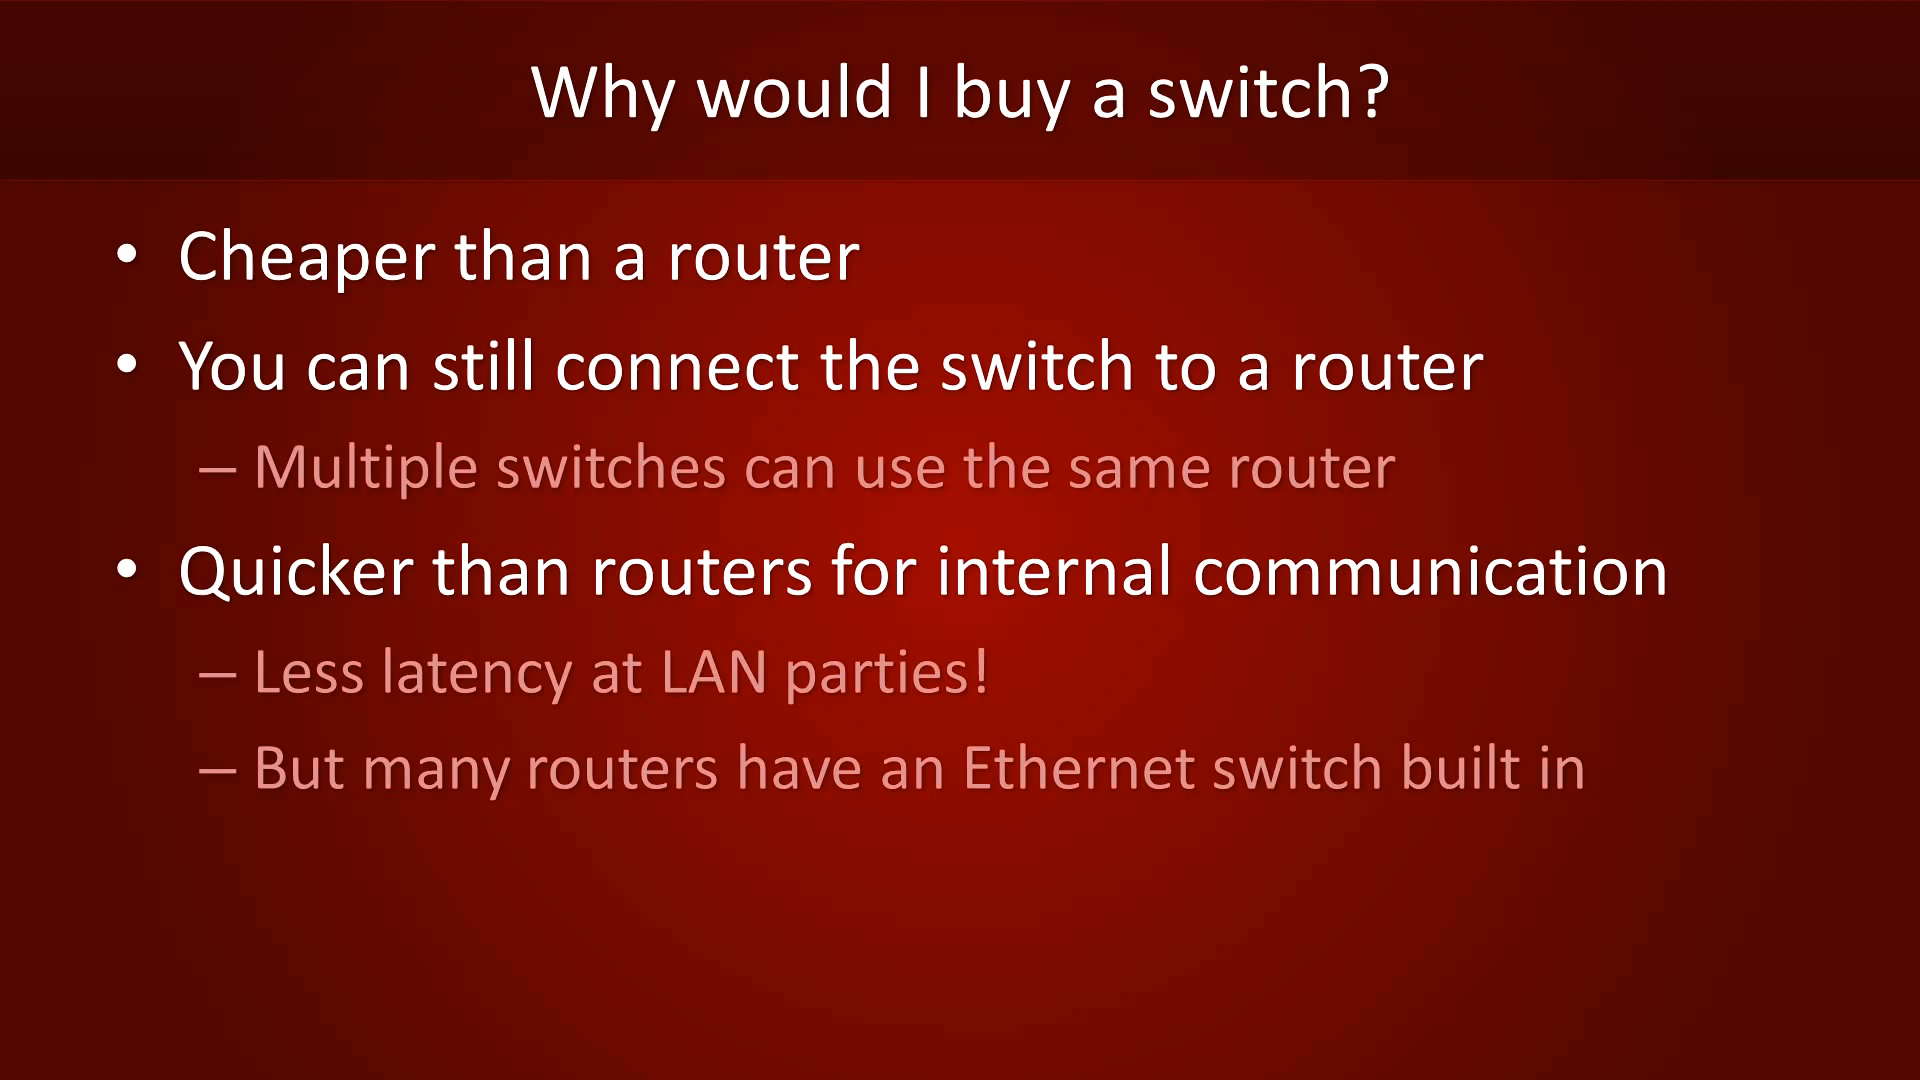 Why would I buy a switch?
• Cheaper than a router
• You can still connect the switch to a router
– Multiple switches can use the same router
• Quicker than routers for internal communication
– Less latency at LAN parties!
– But many routers have an Ethernet switch built in